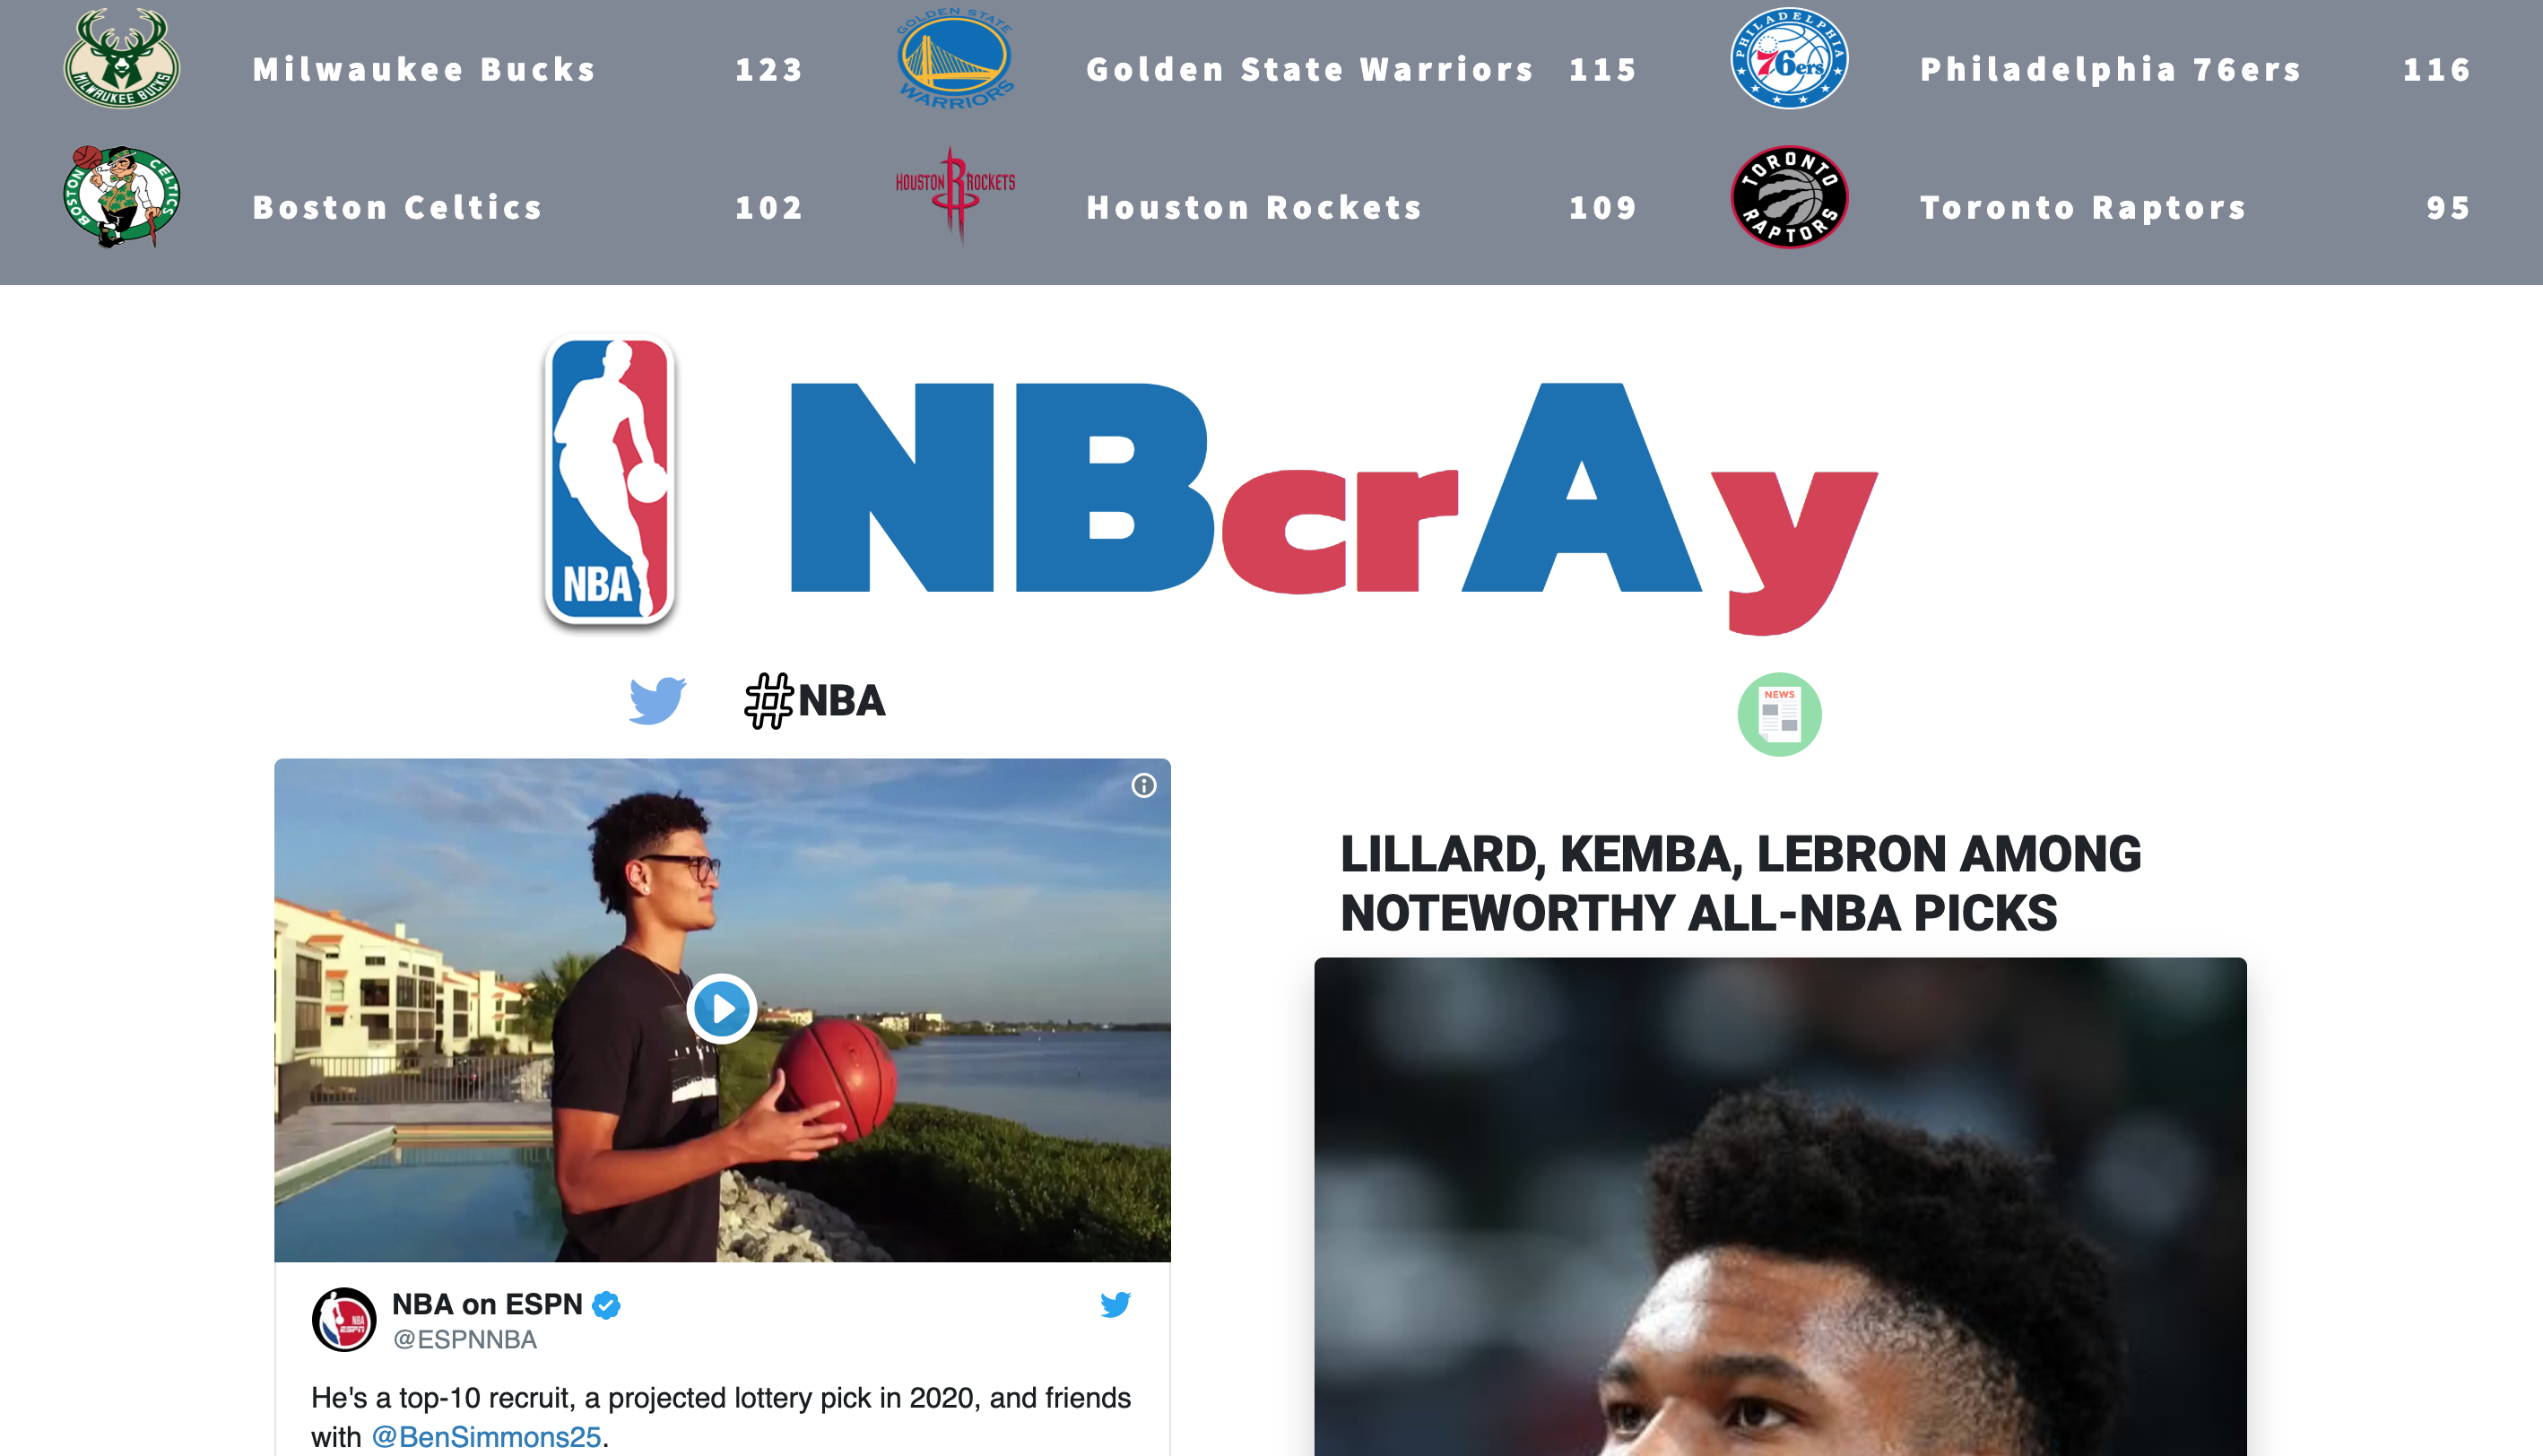 MILWAUKEE BUCKS
Milwaukee Bucks 123
GOLDEN STATE
WARRIORS
Golden State Warriors 115
PHILADELPHIA
76ers
Philadelphia 76ers 116
BOSTON CELTICS
Boston Celtics 102
HOUSTON R ROCKETS
Houston Rockets 109
TORONTO
RAPTORS
Toronto Raptors 95
NBA
NBcrAy
#NBA
NEWS
LILLARD, KEMBA, LEBRON AMONG
NOTEWORTHY ALL-NBA PICKS
NBA
ESPN
NBA on ESPN
@ESPNNBA
He's a top-10 recruit, a projected lottery pick in 2020, and friends
with @BenSimmons25.